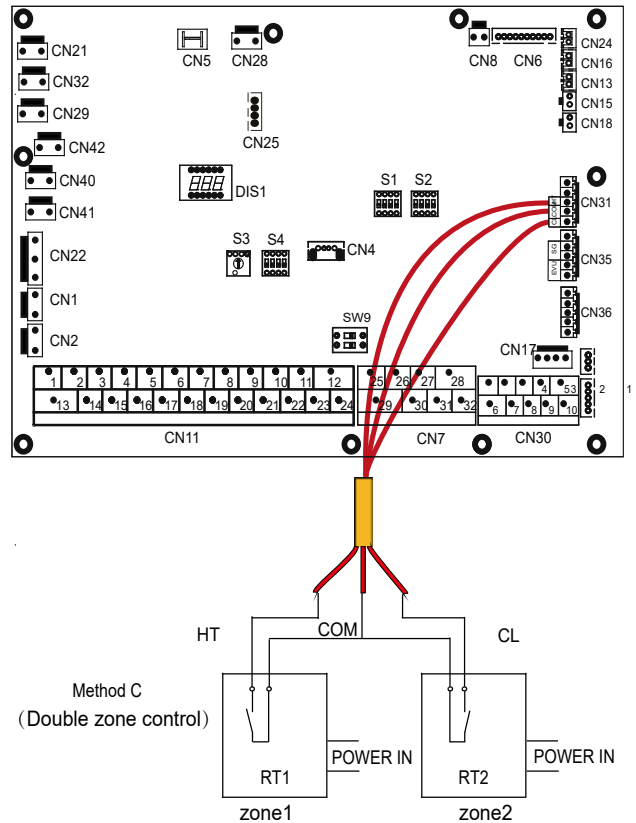 CN21
CN5
CN28
CN8
CN6
CN24
CN32
CN16
CN13
CN29
CN15
CN25
CN18
CN42
S1
S2
CN40
DIS1
CN31
CN41
S3
S4
CN4
SG
CN22
CN35
EVU
CN1
SW9
CN36
CN2
CN17
1 2 3 4 5 6 7 8 9 10 11 12
25 26 27 28
4 53
2 1
13 14 15 16 17 18 19 20 21 22 23 24
29 30 31 32
6 7 8 9 10
CN11
CN7
CN30
HT
COM
CL
Method C
(Double zone control)
POWER IN
POWER IN
RT1
RT2
zone1
zone2